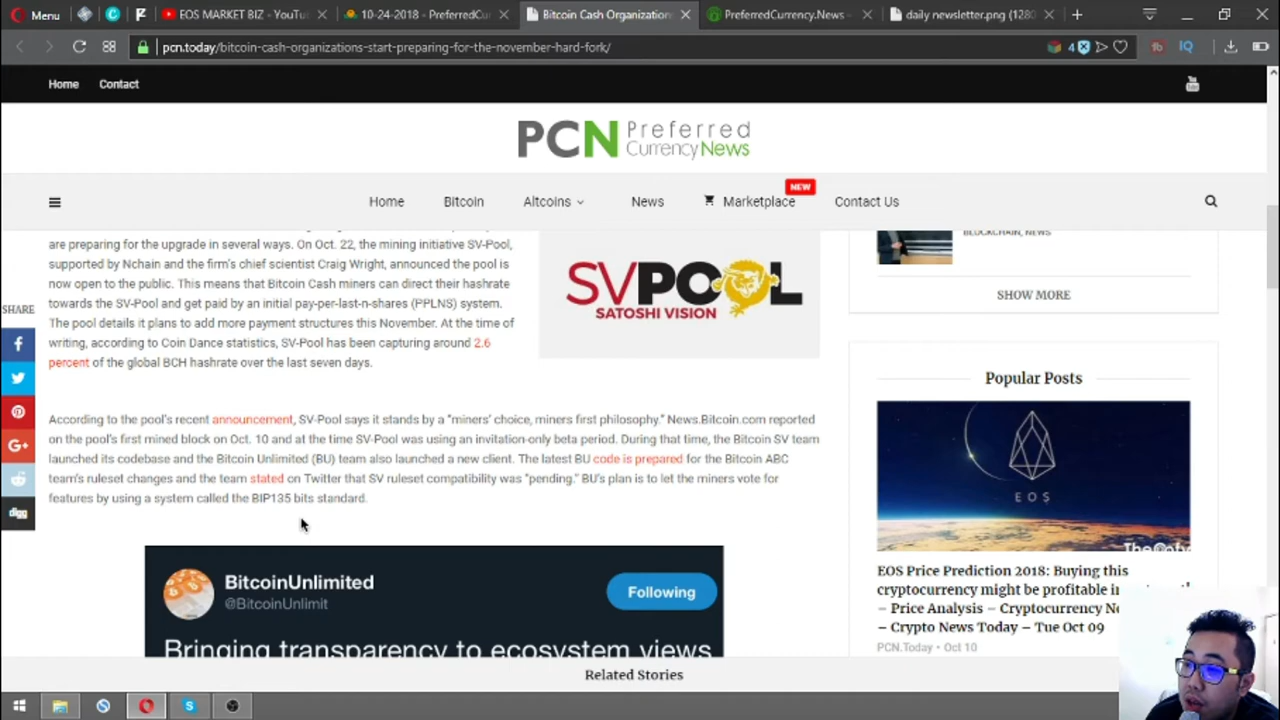 Menu
EOS MARKET BIZ - YouTu
10-24-2018 - PreferredCu
Bitcoin Cash Organization
PreferredCurrency.News -
daily newsletter.png (1280
pcn.today/bitcoin-cash-organizations-start-preparing-for-the-november-hard-fork/
4
IQ
Home
Contact
You Tube
PCN Preferred
CurrencyNews
Home
Bitcoin
Altcoins
News
Marketplace
NEW
Contact Us
are preparing for the upgrade in several ways. On Oct. 22, the mining initiative SV-Pool,
supported by Nchain and the firm's chief scientist Craig Wright, announced the pool is
now open to the public. This means that Bitcoin Cash miners can direct their hashrate
towards the SV-Pool and get paid by an initial pay-per-last-n-shares (PPLNS) system.
The pool details it plans to add more payment structures this November. At the time of
writing, according to Coin Dance statistics, SV-Pool has been capturing around 2.6
percent of the global BCH hashrate over the last seven days.
SVPOOL
SATOSHI VISION
SHARE
G+
digg
According to the pool's recent announcement, SV-Pool says it stands by a "miners' choice, miners first philosophy." News.Bitcoin.com reported
on the pool's first mined block on Oct. 10 and at the time SV-Pool was using an invitation-only beta period. During that time, the Bitcoin SV team
launched its codebase and the Bitcoin Unlimited (BU) team also launched a new client. The latest BU code is prepared for the Bitcoin ABC
team's ruleset changes and the team stated on Twitter that SV ruleset compatibility was "pending." BU's plan is to let the miners vote for
features by using a system called the BIP135 bits standard.
BitcoinUnlimited
@BitcoinUnlimit
Following
Bringing transparency to ecosystem views
BLOCKCHAIN, NEWS
SHOW MORE
Popular Posts
EOS
EOS Price Prediction 2018: Buying this
cryptocurrency might be profitable in
– Price Analysis – Cryptocurrency Ne
– Crypto News Today – Tue Oct 09
PCN.Today • Oct 10
Related Stories